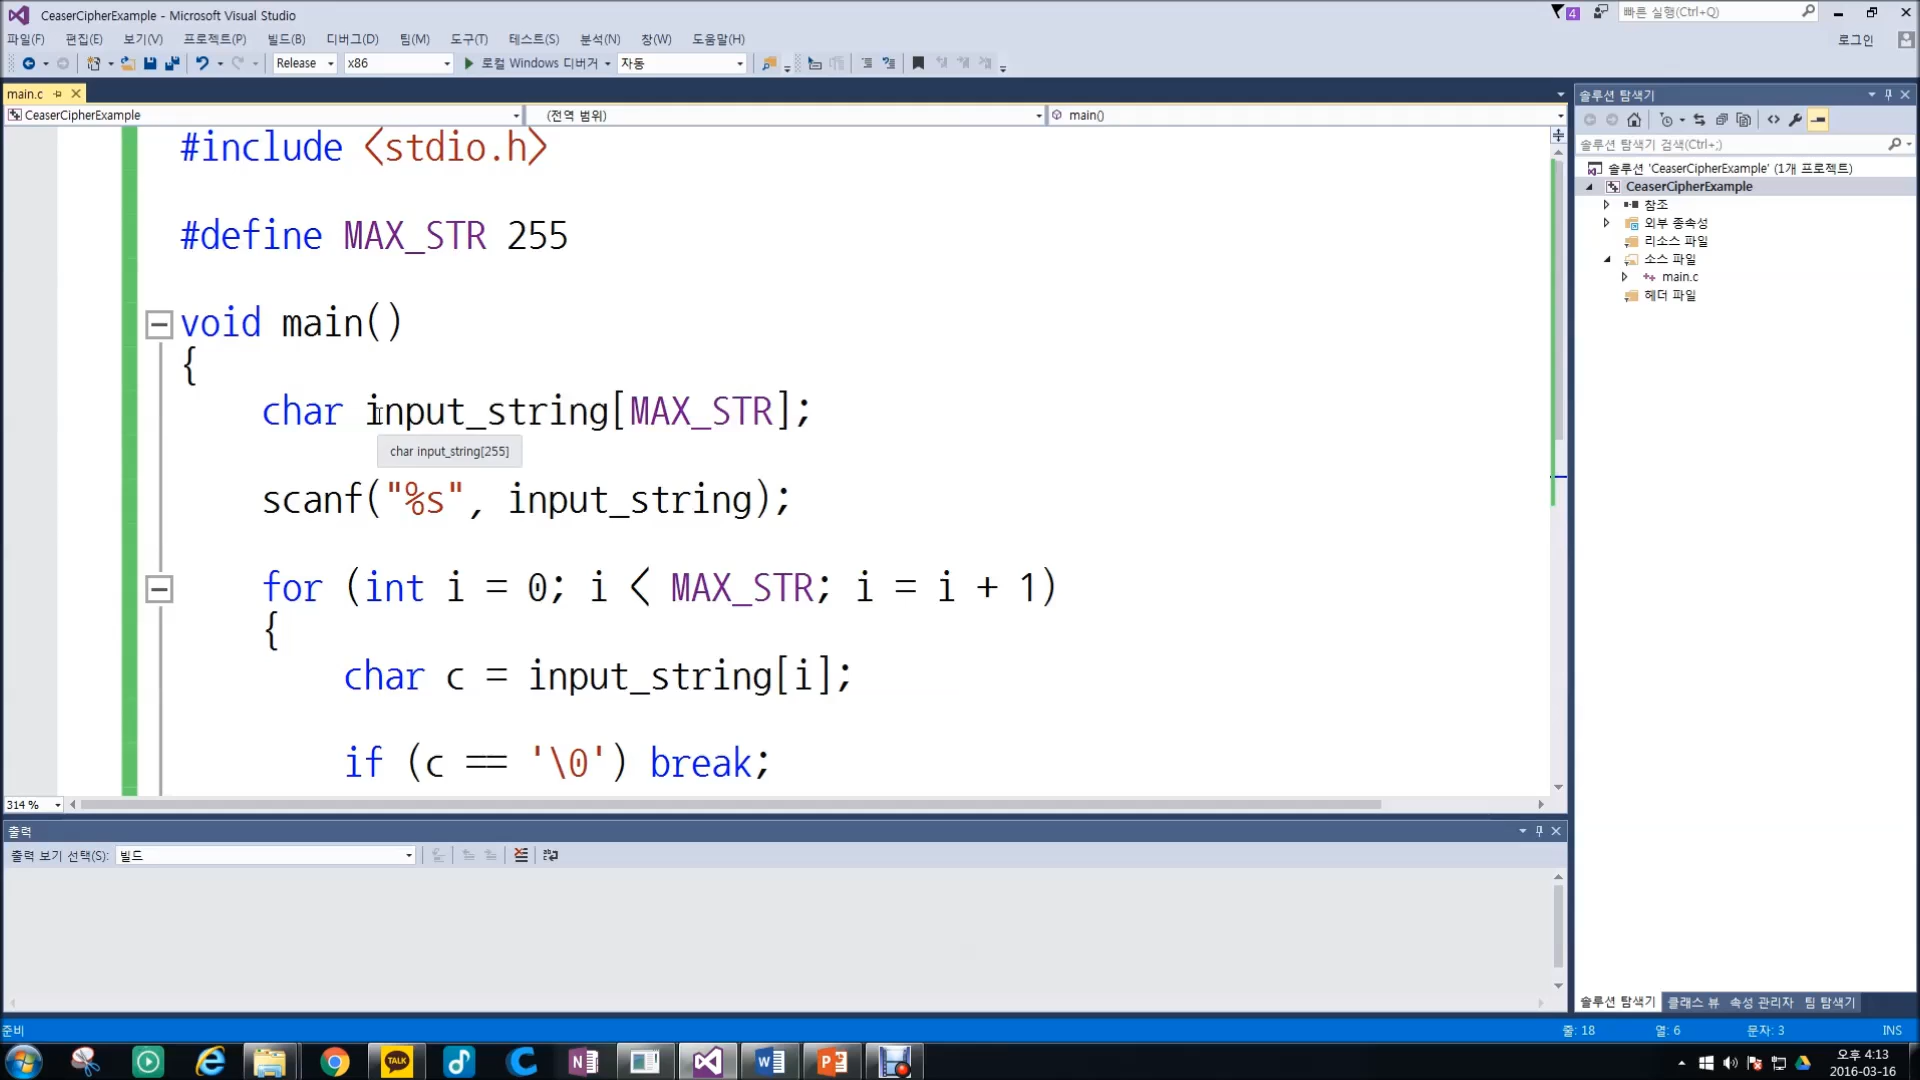 CeaserCipherExample - Microsoft Visual Studio
4
빠른 실행(Ctrl+Q)
파일(F) 편집(E) 보기(V) 프로젝트(P) 빌드(B) 디버그(D) 팀(M) 도구(T) 테스트(S) 분석(N) 창(W) 도움말(H)
로그인
Release x86 로컬 Windows 디버거 자동
main.c
CeaserCipherExample (전역 범위) main()
#include <stdio.h>
#define MAX_STR 255
void main()
{
char input_string[MAX_STR];
char input_string[255]
scanf("%s", input_string);
for (int i = 0; i < MAX_STR; i = i + 1)
{
char c = input_string[i];
if (c == '\0') break;
314 %
출력
출력 보기 선택(S): 빌드
솔루션 탐색기
솔루션 탐색기 검색(Ctrl+;)
솔루션 'CeaserCipherExample' (1개 프로젝트)
CeaserCipherExample
참조
외부 종속성
리소스 파일
소스 파일
main.c
헤더 파일
솔루션 탐색기 클래스 뷰 속성 관리자 팀 탐색기
준비 줄: 18 열: 6 문자: 3 INS
TALK
오후 4:13
2016-03-16